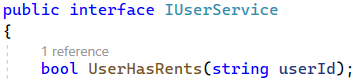 public interface IUserService
{
1 reference
bool UserHasRents(string userId);